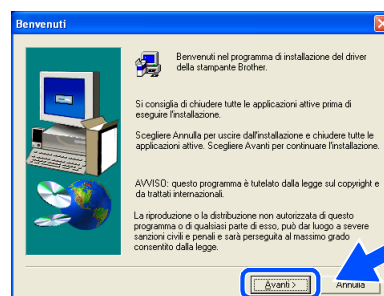 Benvenuti
Benvenuti nel programma di installazione del driver
della stampante Brother.
Si consiglia di chiudere tutte le applicazioni attive prima di
eseguire l'installazione.
Scegliere Annulla per uscire dall'installazione e chiudere tutte le
applicazioni attive. Scegliere Avanti per continuare l'installazione.
AVVISO: questo programma è tutelato dalla legge sul copyright e
da trattati internazionali.
La riproduzione o la distribuzione non autorizzata di questo
programma o di qualsiasi parte di esso, può dar luogo a severe
sanzioni civili e penali e sarà perseguita al massimo grado
consentito dalla legge.
Avanti > Annulla